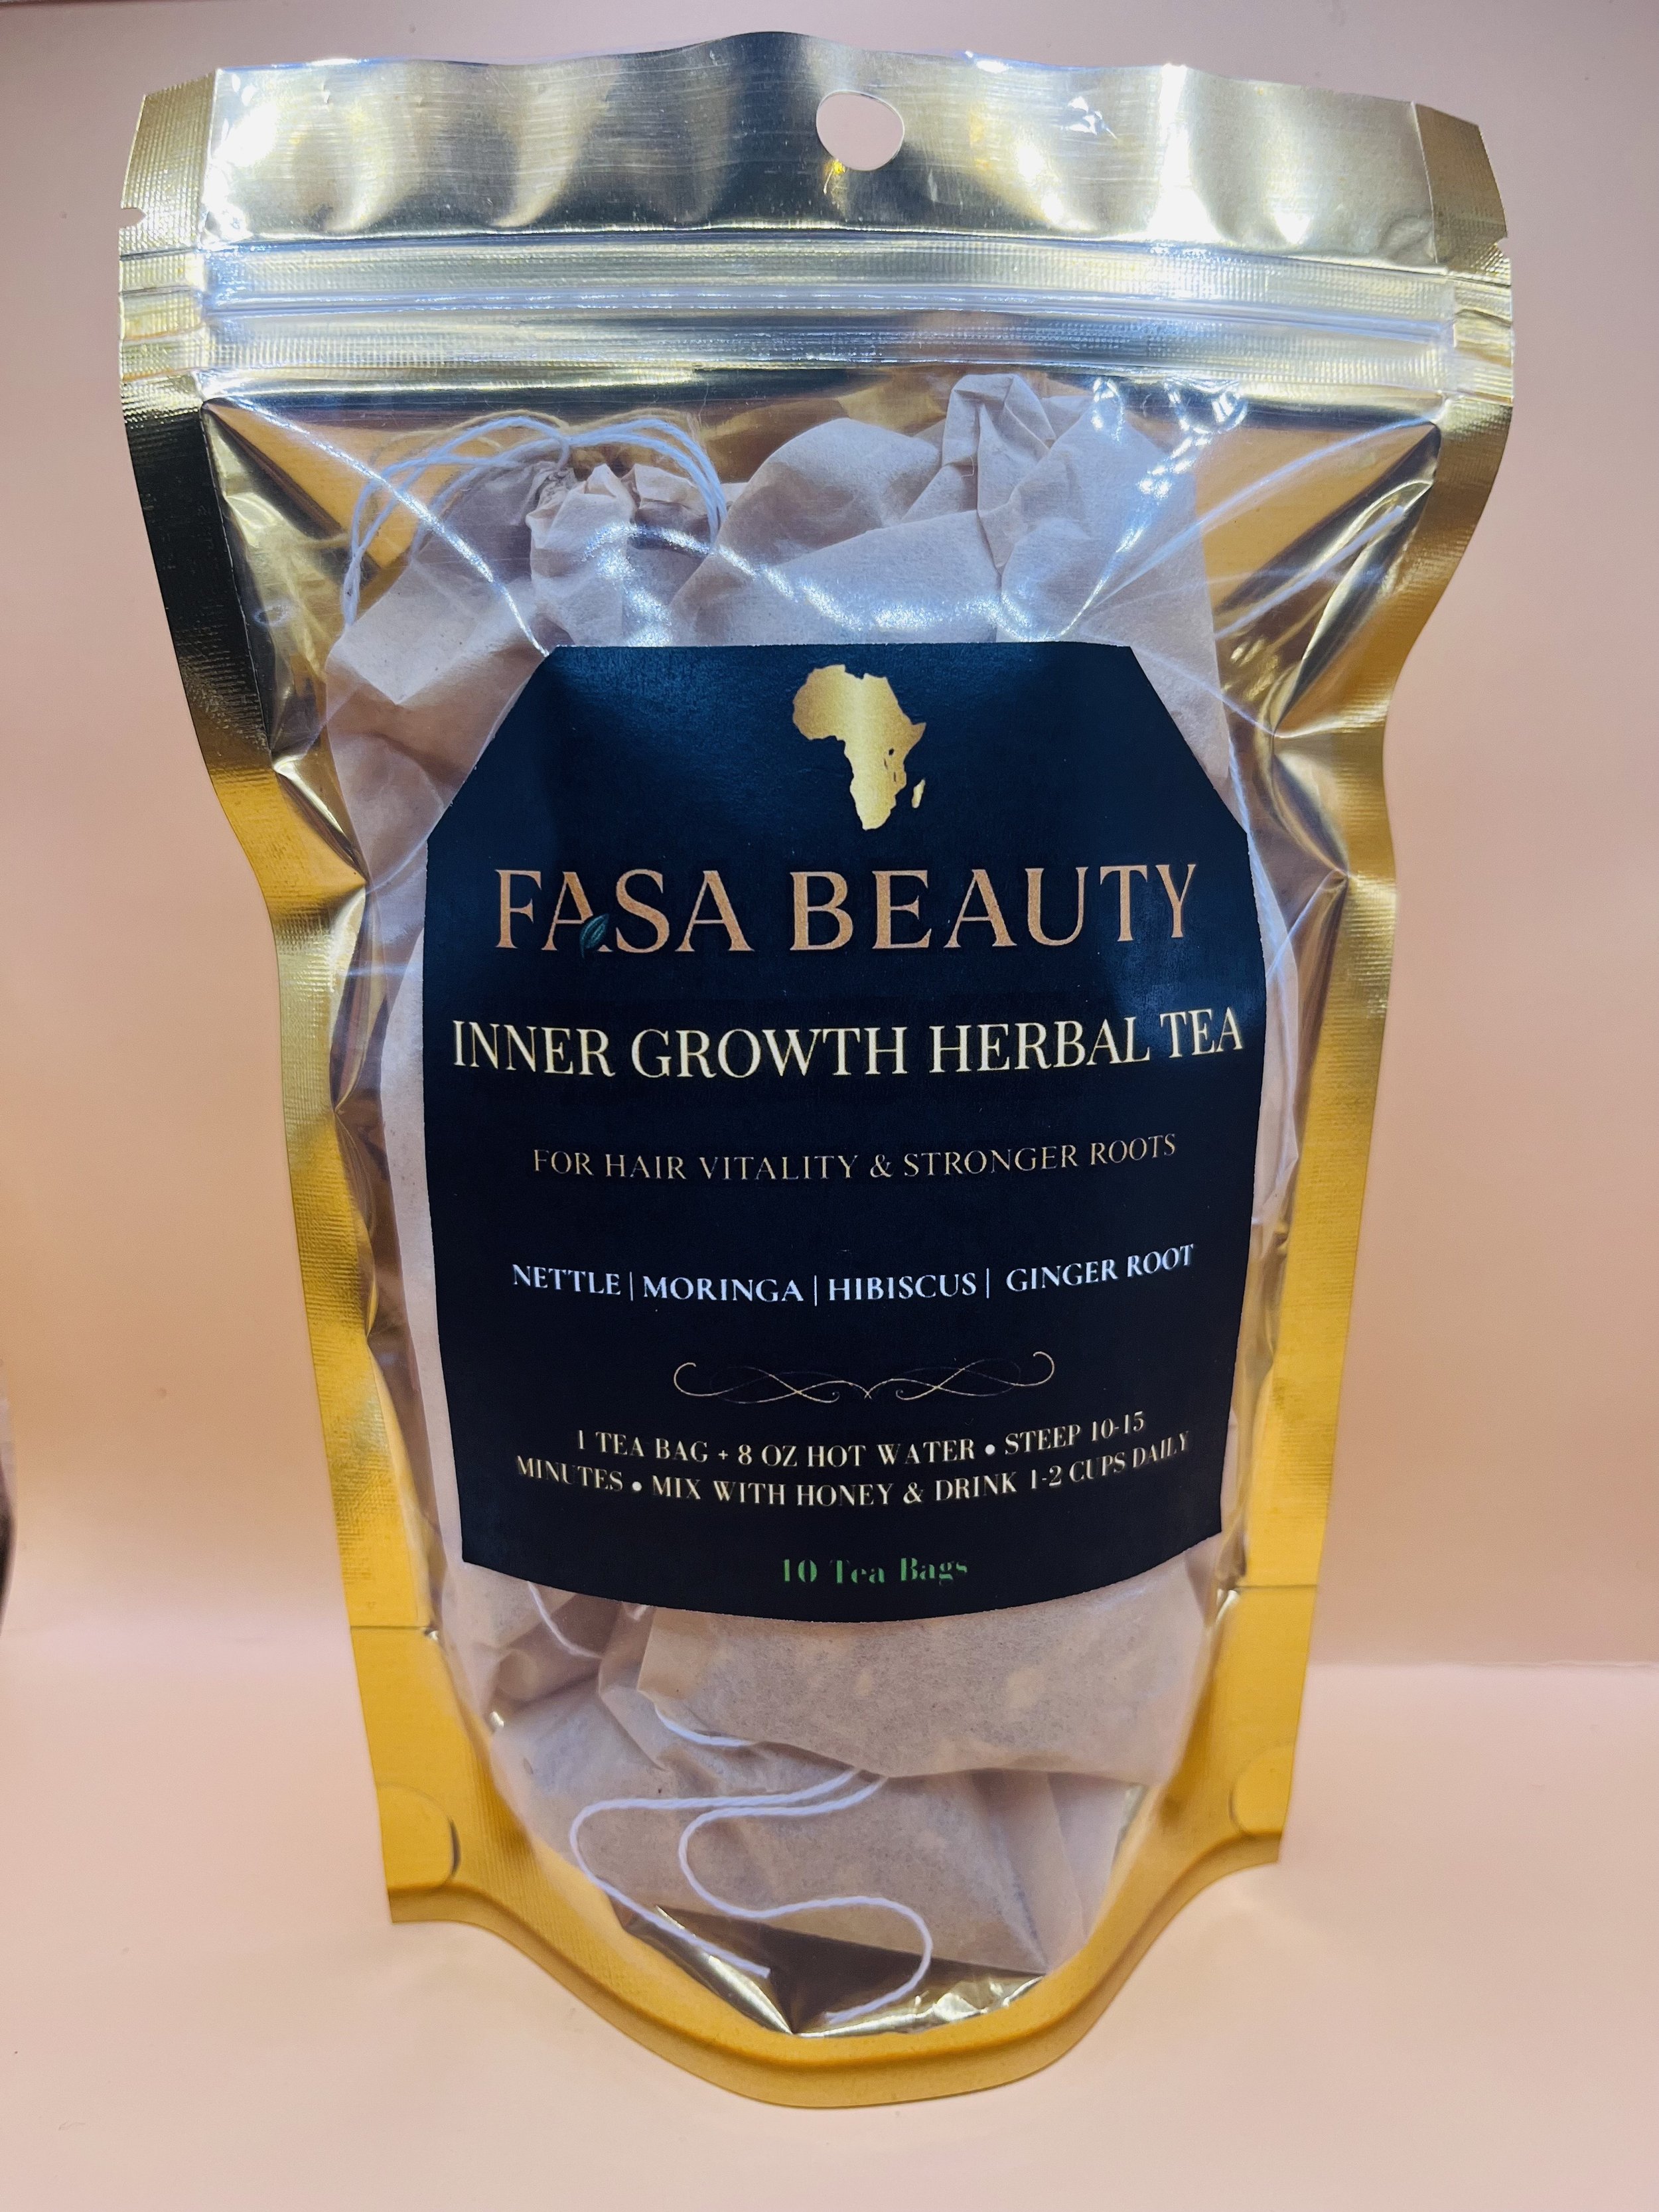 FASA BEAUTY
INNER GROWTH HERBAL TEA
FOR HAIR VITALITY & STRONGER ROOTS
NETTLE | MORINGA | HIBISCUS | GINGER ROOT
1 TEA BAG + 8 OZ HOT WATER • STEEP 10-15
MINUTES • MIX WITH HONEY & DRINK 1-2 CUPS DAILY
10 Tea Bags